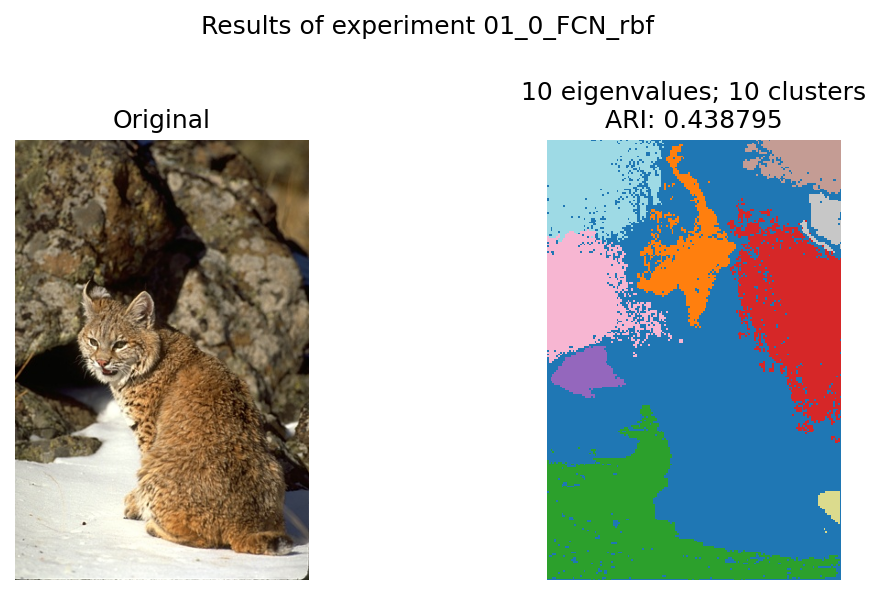 Results of experiment 01_0_FCN_rbf
Original
10 eigenvalues; 10 clusters
ARI: 0.438795